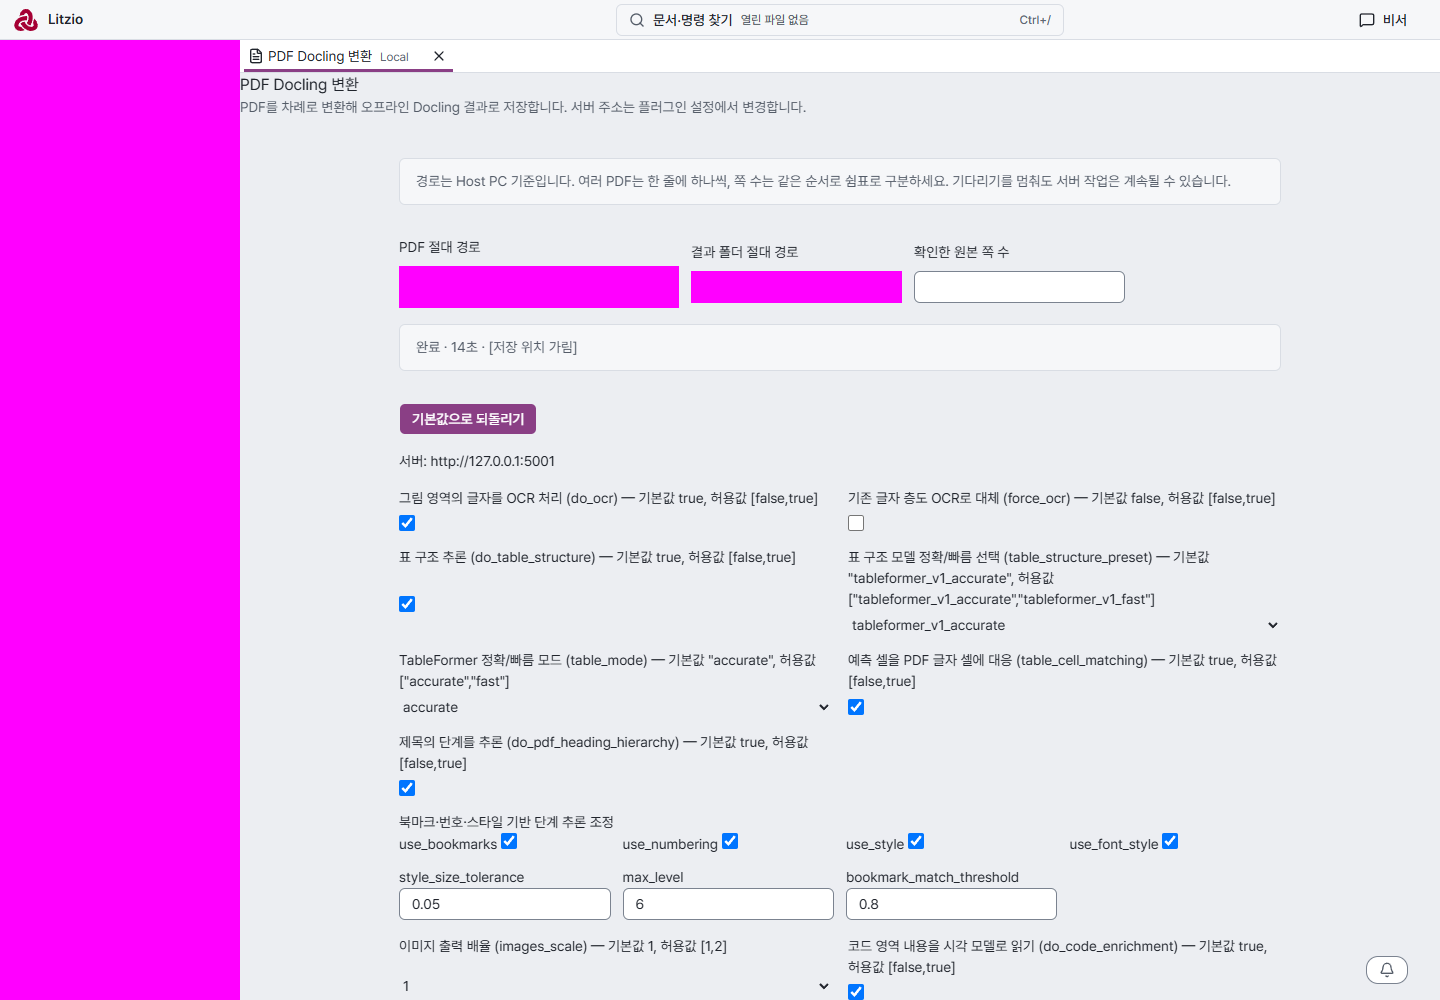 Litzio
문서·명령 찾기 열린 파일 없음 Ctrl+/
비서
PDF Docling 변환 Local
PDF Docling 변환
PDF를 차례로 변환해 오프라인 Docling 결과로 저장합니다. 서버 주소는 플러그인 설정에서 변경합니다.
경로는 Host PC 기준입니다. 여러 PDF는 한 줄에 하나씩, 쪽 수는 같은 순서로 쉼표로 구분하세요. 기다리기를 멈춰도 서버 작업은 계속될 수 있습니다.
PDF 절대 경로
결과 폴더 절대 경로
확인한 원본 쪽 수
완료 · 14초 · [저장 위치 가림]
기본값으로 되돌리기
서버: http://127.0.0.1:5001
그림 영역의 글자를 OCR 처리 (do_ocr) — 기본값 true, 허용값 [false,true]
기존 글자 층도 OCR로 대체 (force_ocr) — 기본값 false, 허용값 [false,true]
표 구조 추론 (do_table_structure) — 기본값 true, 허용값 [false,true]
표 구조 모델 정확/빠름 선택 (table_structure_preset) — 기본값
"tableformer_v1_accurate", 허용값
["tableformer_v1_accurate","tableformer_v1_fast"]
tableformer_v1_accurate
TableFormer 정확/빠름 모드 (table_mode) — 기본값 "accurate", 허용값
["accurate","fast"]
accurate
예측 셀을 PDF 글자 셀에 대응 (table_cell_matching) — 기본값 true, 허용값
[false,true]
제목의 단계를 추론 (do_pdf_heading_hierarchy) — 기본값 true, 허용값
[false,true]
북마크·번호·스타일 기반 단계 추론 조정
use_bookmarks
use_numbering
use_style
use_font_style
style_size_tolerance
max_level
bookmark_match_threshold
0.05
6
0.8
이미지 출력 배율 (images_scale) — 기본값 1, 허용값 [1,2]
1
코드 영역 내용을 시각 모델로 읽기 (do_code_enrichment) — 기본값 true,
허용값 [false,true]